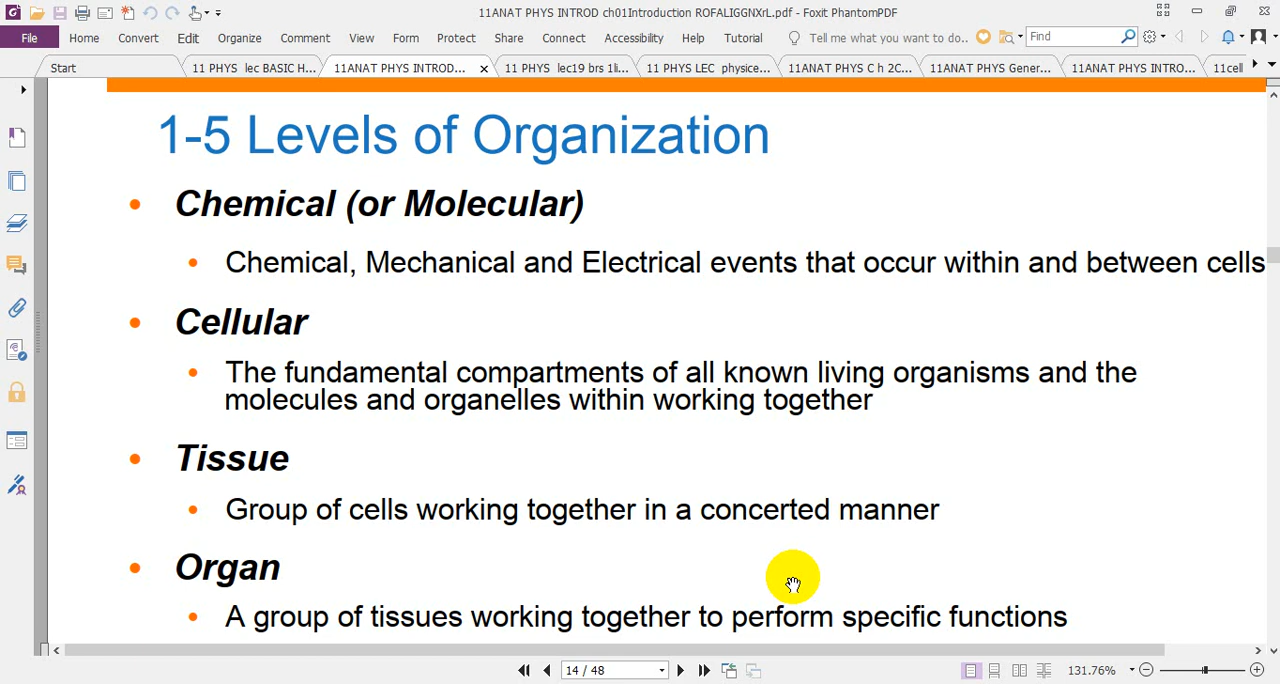 11ANAT PHYS INTROD ch01Introduction ROFALIGGNXrL.pdf - Foxit PhantomPDF
File Home Convert Edit Organize Comment View Form Protect Share Connect Accessibility Help Tutorial Tell me what you want to do.. Find
Start 11 PHYS lec BASIC H... 11ANAT PHYS INTROD... 11 PHYS lec19 brs 1li... 11 PHYS LEC physice... 11ANAT PHYS C h 2C... 11ANAT PHYS Gener... 11ANAT PHYS INTRO... 11cell
1-5 Levels of Organization
• Chemical (or Molecular)
• Chemical, Mechanical and Electrical events that occur within and between cells
• Cellular
• The fundamental compartments of all known living organisms and the
molecules and organelles within working together
• Tissue
• Group of cells working together in a concerted manner
• Organ
• A group of tissues working together to perform specific functions
14 / 48 131.76%